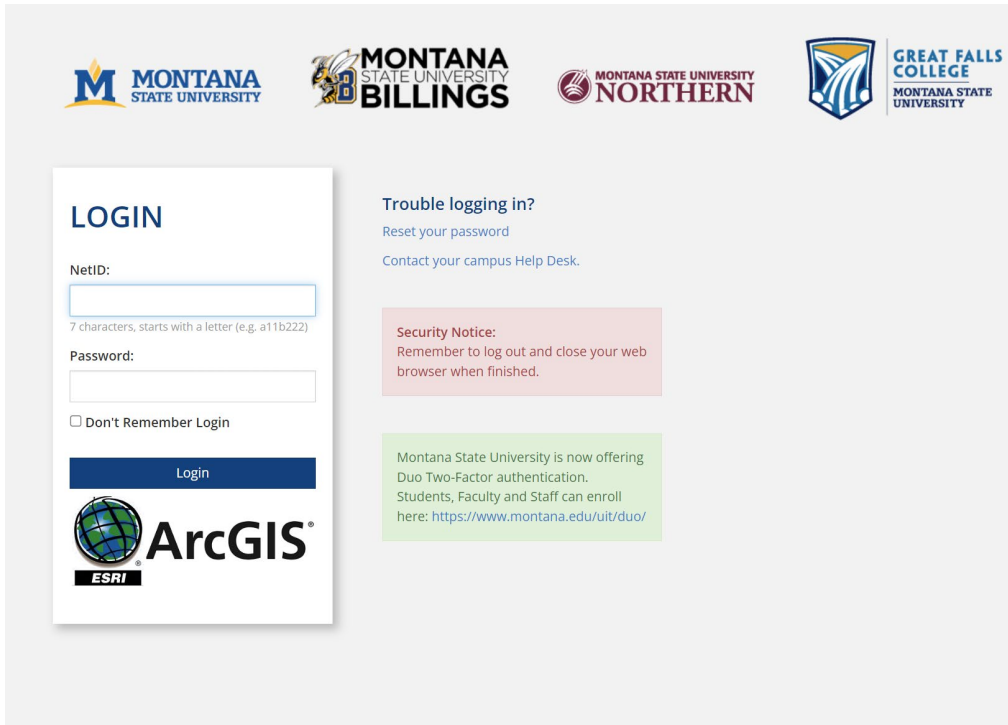 MONTANA
STATE UNIVERSITY
MONTANA
STATE UNIVERSITY
BILLINGS
B
MONTANA STATE UNIVERSITY
NORTHERN
GREAT FALLS
COLLEGE
MONTANA STATE
UNIVERSITY
LOGIN
NetID:
7 characters, starts with a letter (e.g. a11b222)
Password:
Don't Remember Login
Login
ArcGIS®
®
ESRI
Trouble logging in?
Reset your password
Contact your campus Help Desk.
Security Notice:
Remember to log out and close your web
browser when finished.
Montana State University is now offering
Duo Two-Factor authentication.
Students, Faculty and Staff can enroll
here: https://www.montana.edu/uit/duo/